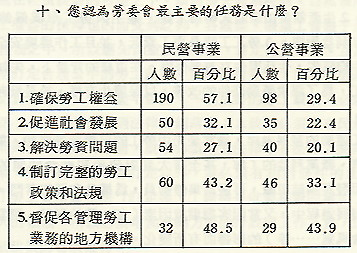 十、您認為勞委會最主要的任務是什麼？
民營事業 公營事業
人數 百分比 人數 百分比
1.確保勞工權益 190 57.1 98 29.4
2.促進社會發展 50 32.1 35 22.4
3.解決勞資問題 54 27.1 40 20.1
4.制訂完整的勞工
政策和法規 60 43.2 46 33.1
5.督促各管理勞工
業務的地方機構 32 48.5 29 43.9